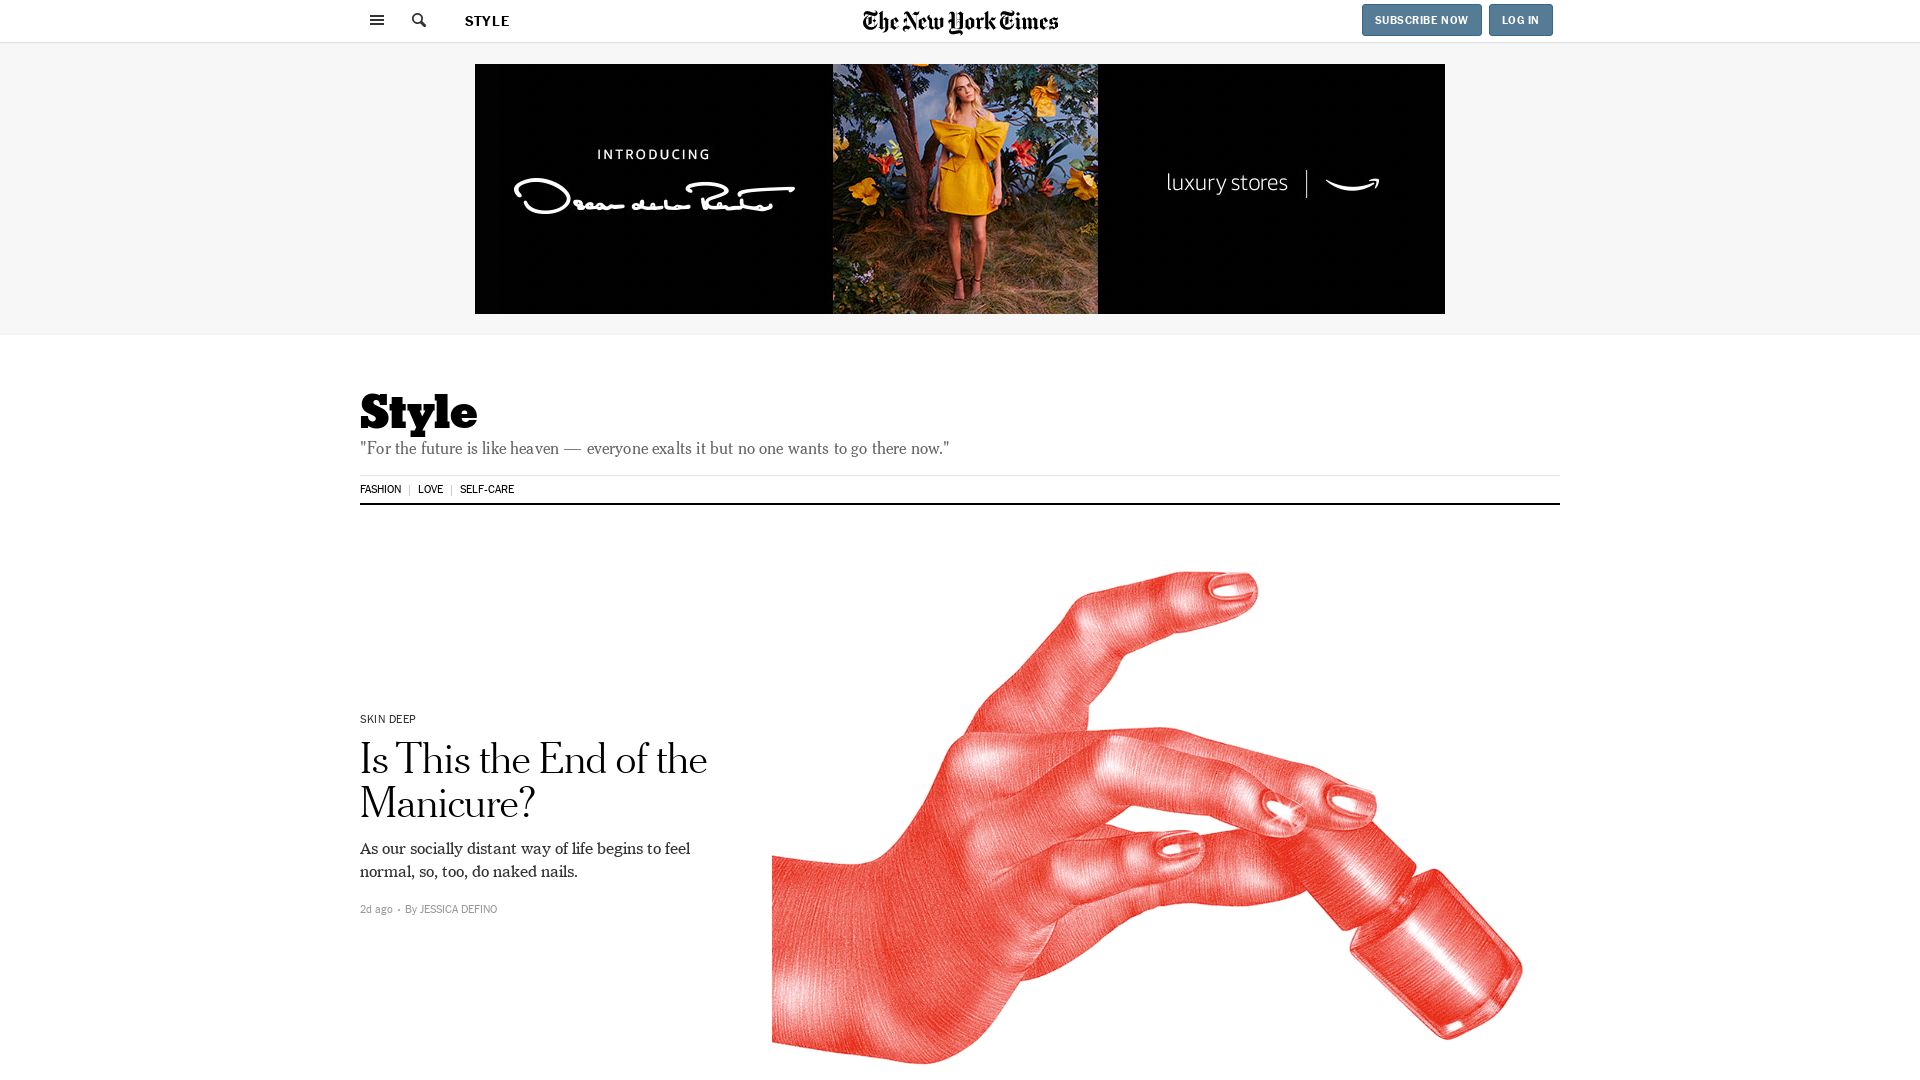 STYLE
The New York Times
SUBSCRIBE NOW
LOG IN
INTRODUCING
Oscar de la Renta
luxury stores
Style
"For the future is like heaven — everyone exalts it but no one wants to go there now."
FASHION
LOVE
SELF-CARE
SKIN DEEP
Is This the End of the
Manicure?
As our socially distant way of life begins to feel
normal, so, too, do naked nails.
2d ago • By JESSICA DEFINO